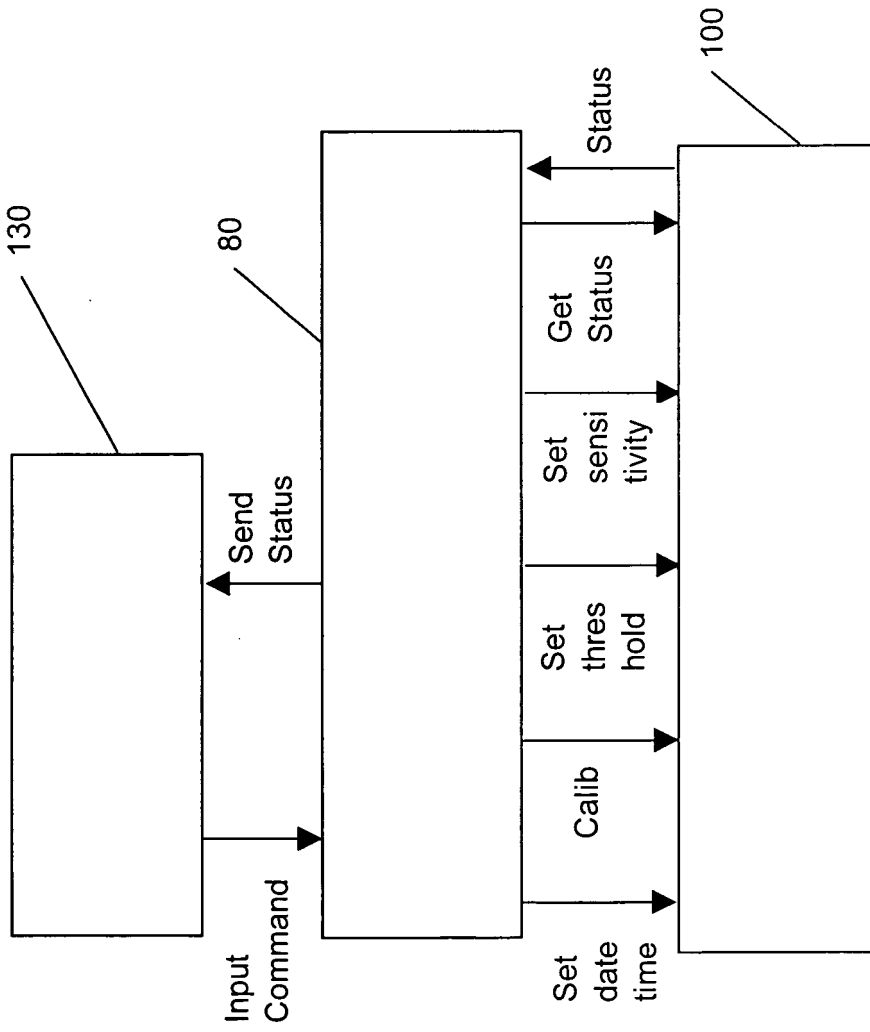 130
Input
Command
Send
Status
80
Set
date
time
Calib
Set
thres
hold
Set
sensi
tivity
Get
Status
Status
100